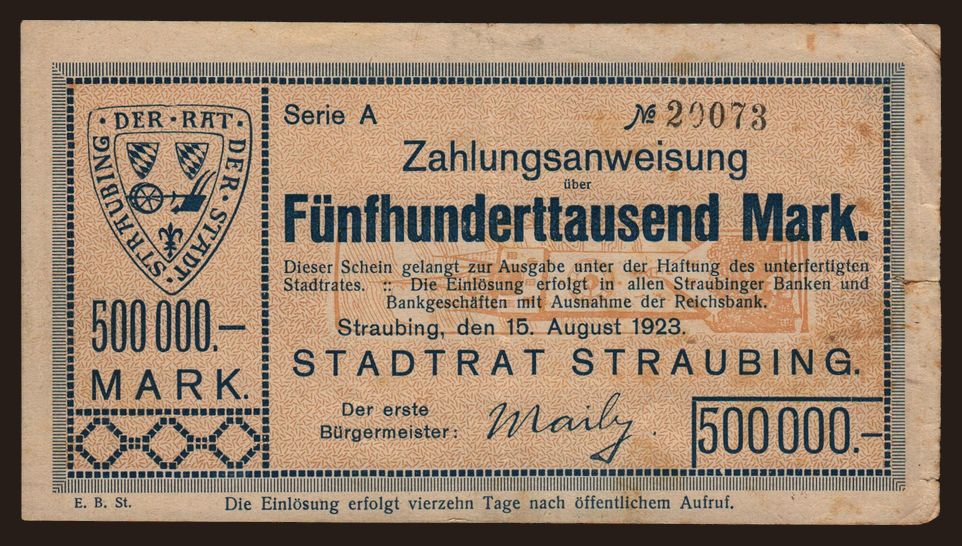 · DER · RAT · DER · STADT · STRAUBING
500 000.—
MARK.
Serie A
№ 29073
Zahlungsanweisung
über
Fünfhunderttausend Mark.
Dieser Schein gelangt zur Ausgabe unter der Haftung des unterfertigten
Stadtrates. :: Die Einlösung erfolgt in allen Straubinger Banken und
Bankgeschäften mit Ausnahme der Reichsbank.
Straubing, den 15. August 1923.
STADTRAT STRAUBING.
Der erste
Bürgermeister:
Maily.
500 000.—
E. B. St.
Die Einlösung erfolgt vierzehn Tage nach öffentlichem Aufruf.